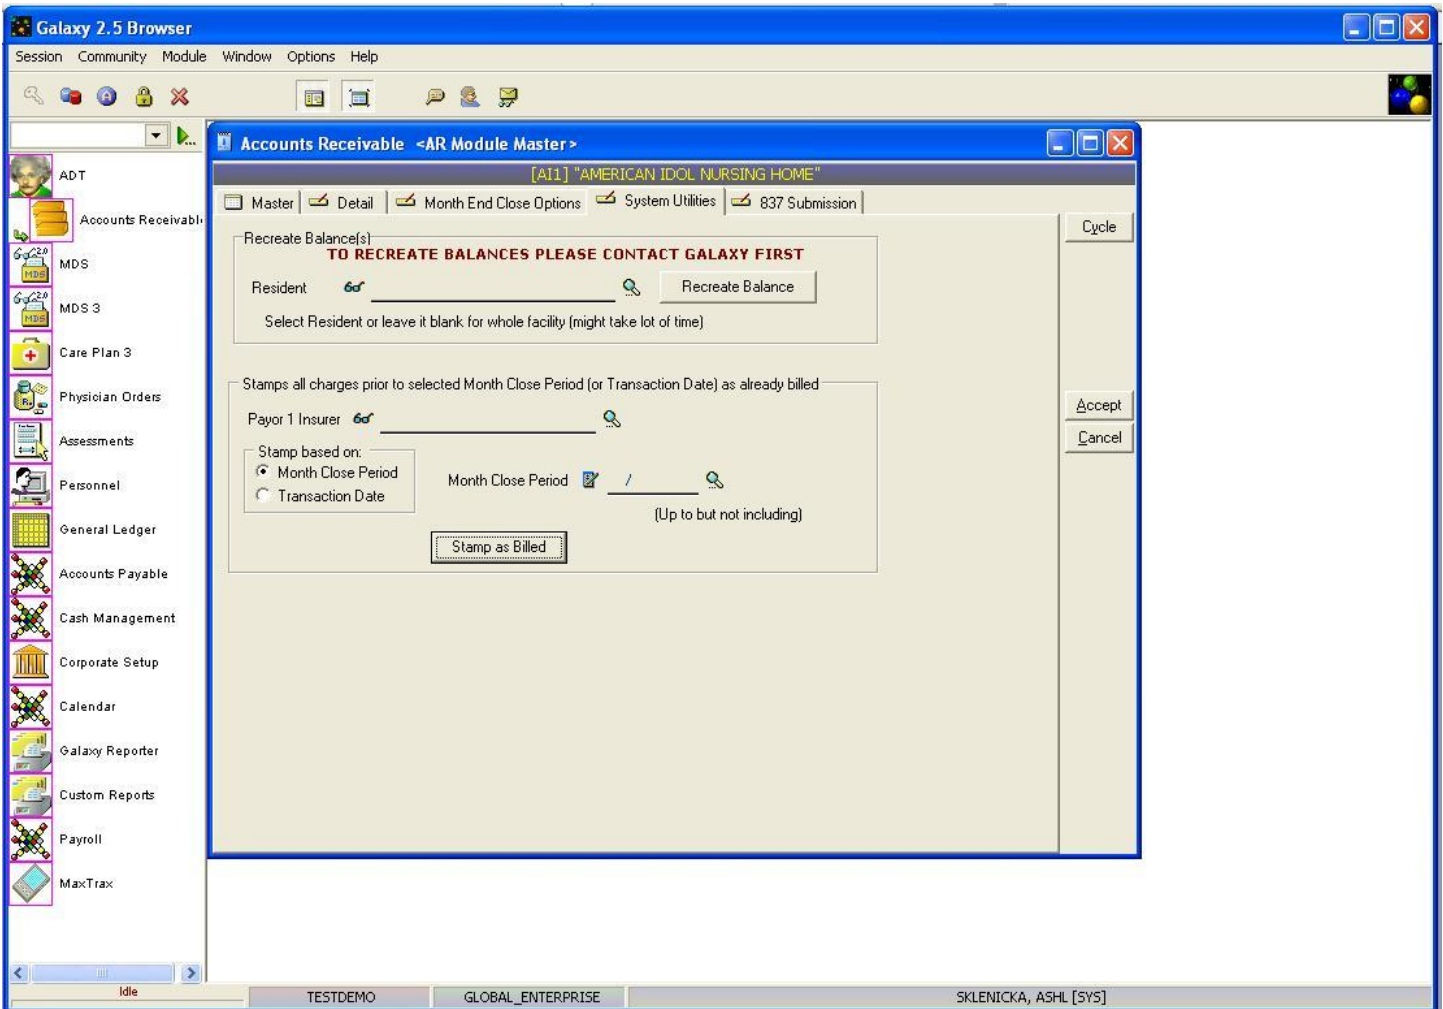 Galaxy 2.5 Browser
Session Community Module Window Options Help
Accounts Receivable <AR Module Master>
[AI1] "AMERICAN IDOL NURSING HOME"
Master Detail Month End Close Options System Utilities 837 Submission
Cycle
Accept
Cancel
Recreate Balance(s)
TO RECREATE BALANCES PLEASE CONTACT GALAXY FIRST
Resident Recreate Balance
Select Resident or leave it blank for whole facility (might take lot of time)
Stamps all charges prior to selected Month Close Period (or Transaction Date) as already billed
Payor 1 Insurer
Stamp based on:
Month Close Period
Transaction Date
Month Close Period /
(Up to but not including)
Stamp as Billed
ADT
Accounts Receivabl
MDS
MDS 3
Care Plan 3
Physician Orders
Assessments
Personnel
General Ledger
Accounts Payable
Cash Management
Corporate Setup
Calendar
Galaxy Reporter
Custom Reports
Payroll
MaxTrax
Idle TESTDEMO GLOBAL_ENTERPRISE SKLENICKA, ASHL [SYS]